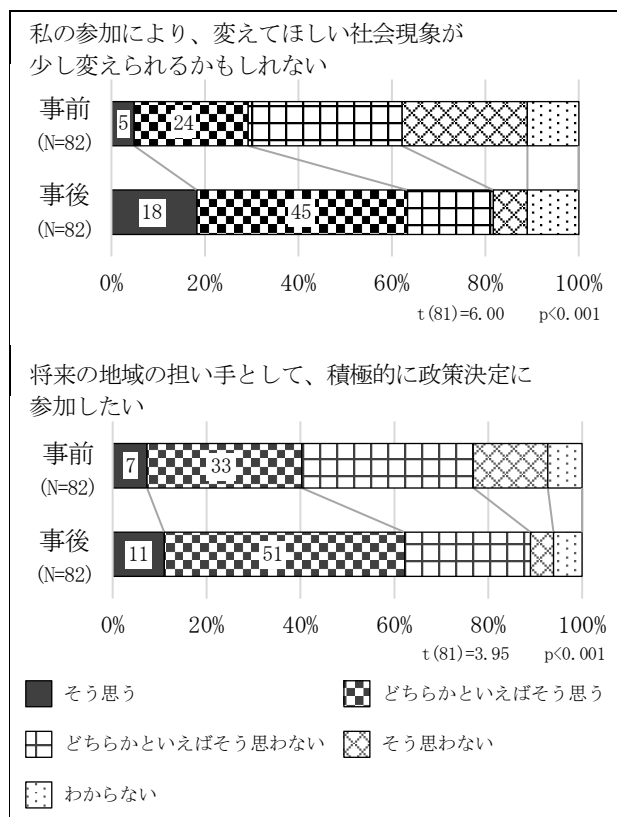 私の参加により、変えてほしい社会現象が
少し変えられるかもしれない
事前
(N=82)
5 24
事後
(N=82)
18 45
0% 20% 40% 60% 80% 100%
t(81)=6.00 p<0.001
将来の地域の担い手として、積極的に政策決定に
参加したい
事前
(N=82)
7 33
事後
(N=82)
11 51
0% 20% 40% 60% 80% 100%
t(81)=3.95 p<0.001
そう思う どちらかといえばそう思う
どちらかといえばそう思わない そう思わない
わからない